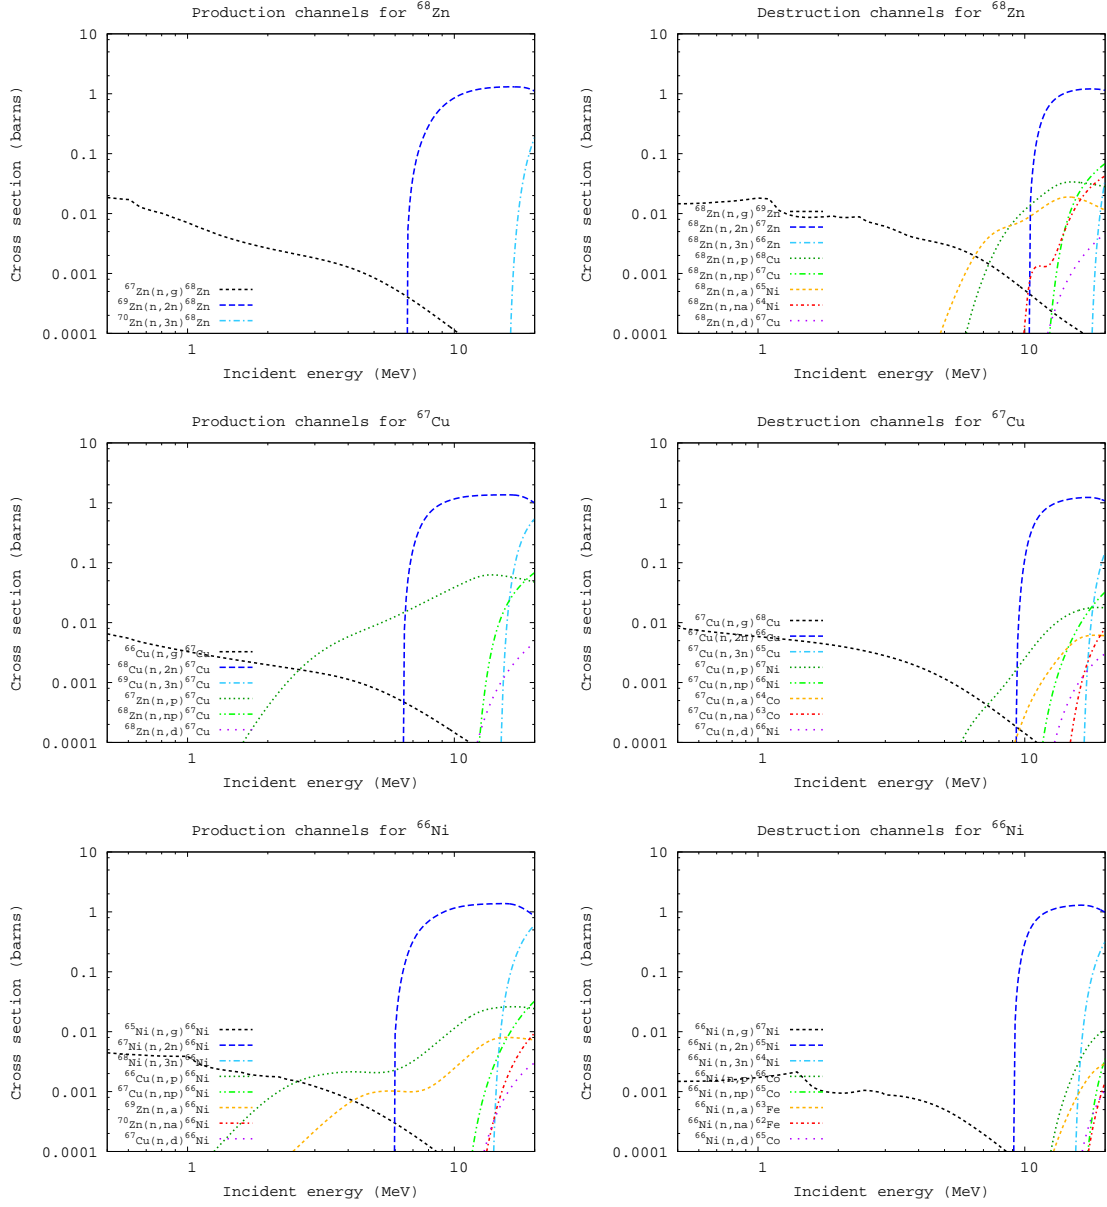 Production channels for ⁶⁸Zn
10
1
0.1
0.01
0.001
0.0001
Cross section (barns)
⁶⁷Zn(n,g)⁶⁸Zn
⁶⁹Zn(n,2n)⁶⁸Zn
⁷⁰Zn(n,3n)⁶⁸Zn
1
10
Incident energy (MeV)
Destruction channels for ⁶⁸Zn
10
1
0.1
0.01
0.001
0.0001
Cross section (barns)
⁶⁸Zn(n,g)⁶⁹Zn
⁶⁸Zn(n,2n)⁶⁷Zn
⁶⁸Zn(n,3n)⁶⁶Zn
⁶⁸Zn(n,p)⁶⁸Cu
⁶⁸Zn(n,np)⁶⁷Cu
⁶⁸Zn(n,a)⁶⁵Ni
⁶⁸Zn(n,na)⁶⁴Ni
⁶⁸Zn(n,d)⁶⁷Cu
1
10
Incident energy (MeV)
Production channels for ⁶⁷Cu
10
1
0.1
0.01
0.001
0.0001
Cross section (barns)
⁶⁶Cu(n,g)⁶⁷Cu
⁶⁸Cu(n,2n)⁶⁷Cu
⁶⁹Cu(n,3n)⁶⁷Cu
⁶⁷Zn(n,p)⁶⁷Cu
⁶⁸Zn(n,np)⁶⁷Cu
⁶⁸Zn(n,d)⁶⁷Cu
1
10
Incident energy (MeV)
Destruction channels for ⁶⁷Cu
10
1
0.1
0.01
0.001
0.0001
Cross section (barns)
⁶⁷Cu(n,g)⁶⁸Cu
⁶⁷Cu(n,2n)⁶⁶Cu
⁶⁷Cu(n,3n)⁶⁵Cu
⁶⁷Cu(n,p)⁶⁷Ni
⁶⁷Cu(n,np)⁶⁶Ni
⁶⁷Cu(n,a)⁶⁴Co
⁶⁷Cu(n,na)⁶³Co
⁶⁷Cu(n,d)⁶⁶Ni
1
10
Incident energy (MeV)
Production channels for ⁶⁶Ni
10
1
0.1
0.01
0.001
0.0001
Cross section (barns)
⁶⁵Ni(n,g)⁶⁶Ni
⁶⁷Ni(n,2n)⁶⁶Ni
⁶⁸Ni(n,3n)⁶⁶Ni
⁶⁶Cu(n,p)⁶⁶Ni
⁶⁷Cu(n,np)⁶⁶Ni
⁶⁹Zn(n,a)⁶⁶Ni
⁷⁰Zn(n,na)⁶⁶Ni
⁶⁷Cu(n,d)⁶⁶Ni
1
10
Incident energy (MeV)
Destruction channels for ⁶⁶Ni
10
1
0.1
0.01
0.001
0.0001
Cross section (barns)
⁶⁶Ni(n,g)⁶⁷Ni
⁶⁶Ni(n,2n)⁶⁵Ni
⁶⁶Ni(n,3n)⁶⁴Ni
⁶⁶Ni(n,p)⁶⁶Co
⁶⁶Ni(n,np)⁶⁵Co
⁶⁶Ni(n,a)⁶³Fe
⁶⁶Ni(n,na)⁶²Fe
⁶⁶Ni(n,d)⁶⁵Co
1
10
Incident energy (MeV)